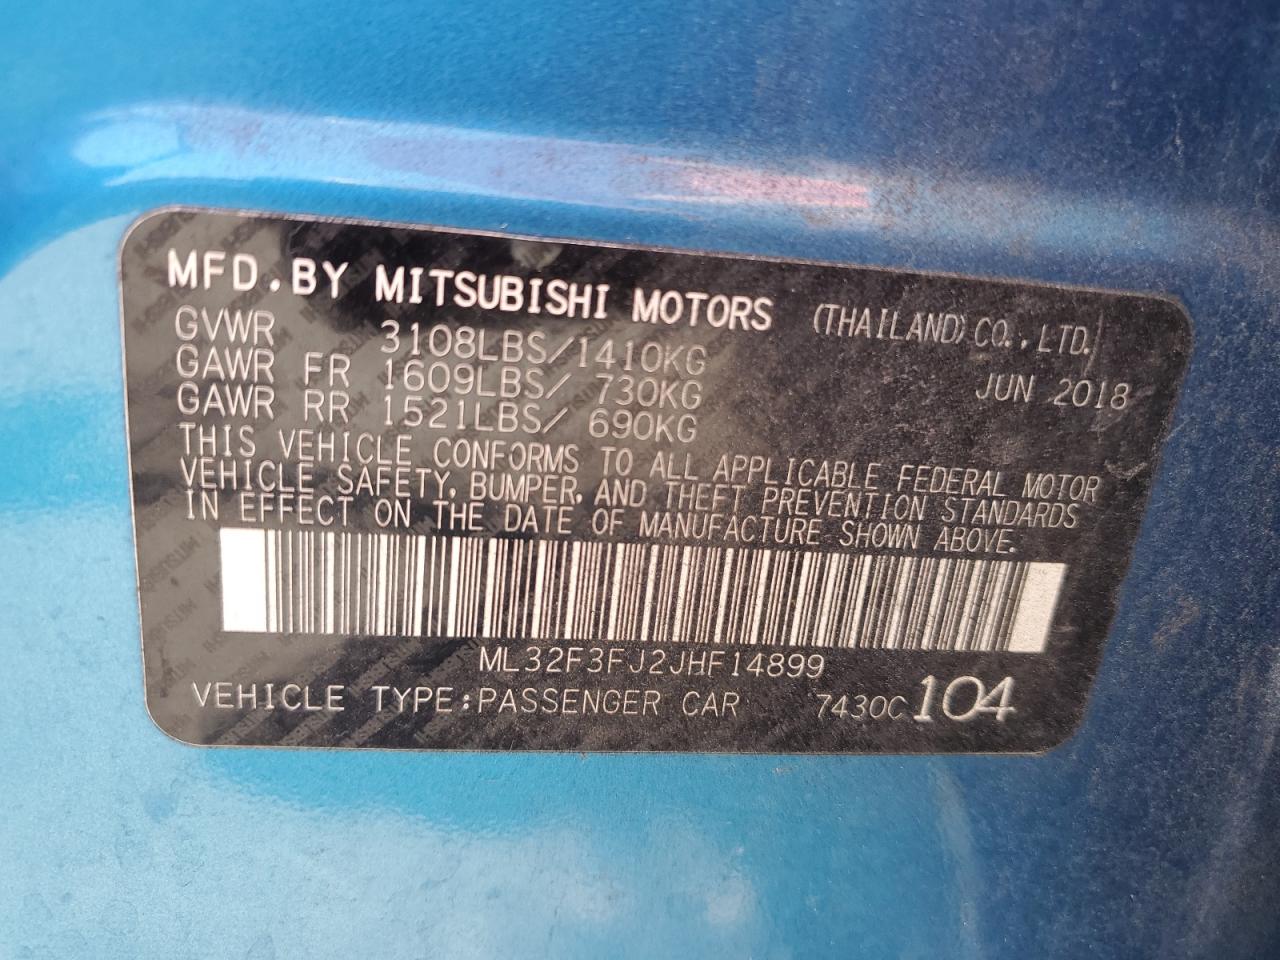 MFD.BY MITSUBISHI MOTORS (THAILAND) CO., LTD.
GVWR 3108LBS/1410KG
GAWR FR 1609LBS/ 730KG JUN 2018
GAWR RR 1521LBS/ 690KG
THIS VEHICLE CONFORMS TO ALL APPLICABLE FEDERAL MOTOR
VEHICLE SAFETY, BUMPER, AND THEFT PREVENTION STANDARDS
IN EFFECT ON THE DATE OF MANUFACTURE SHOWN ABOVE.
ML32F3FJ2JHF14899
VEHICLE TYPE:PASSENGER CAR 7430C 104